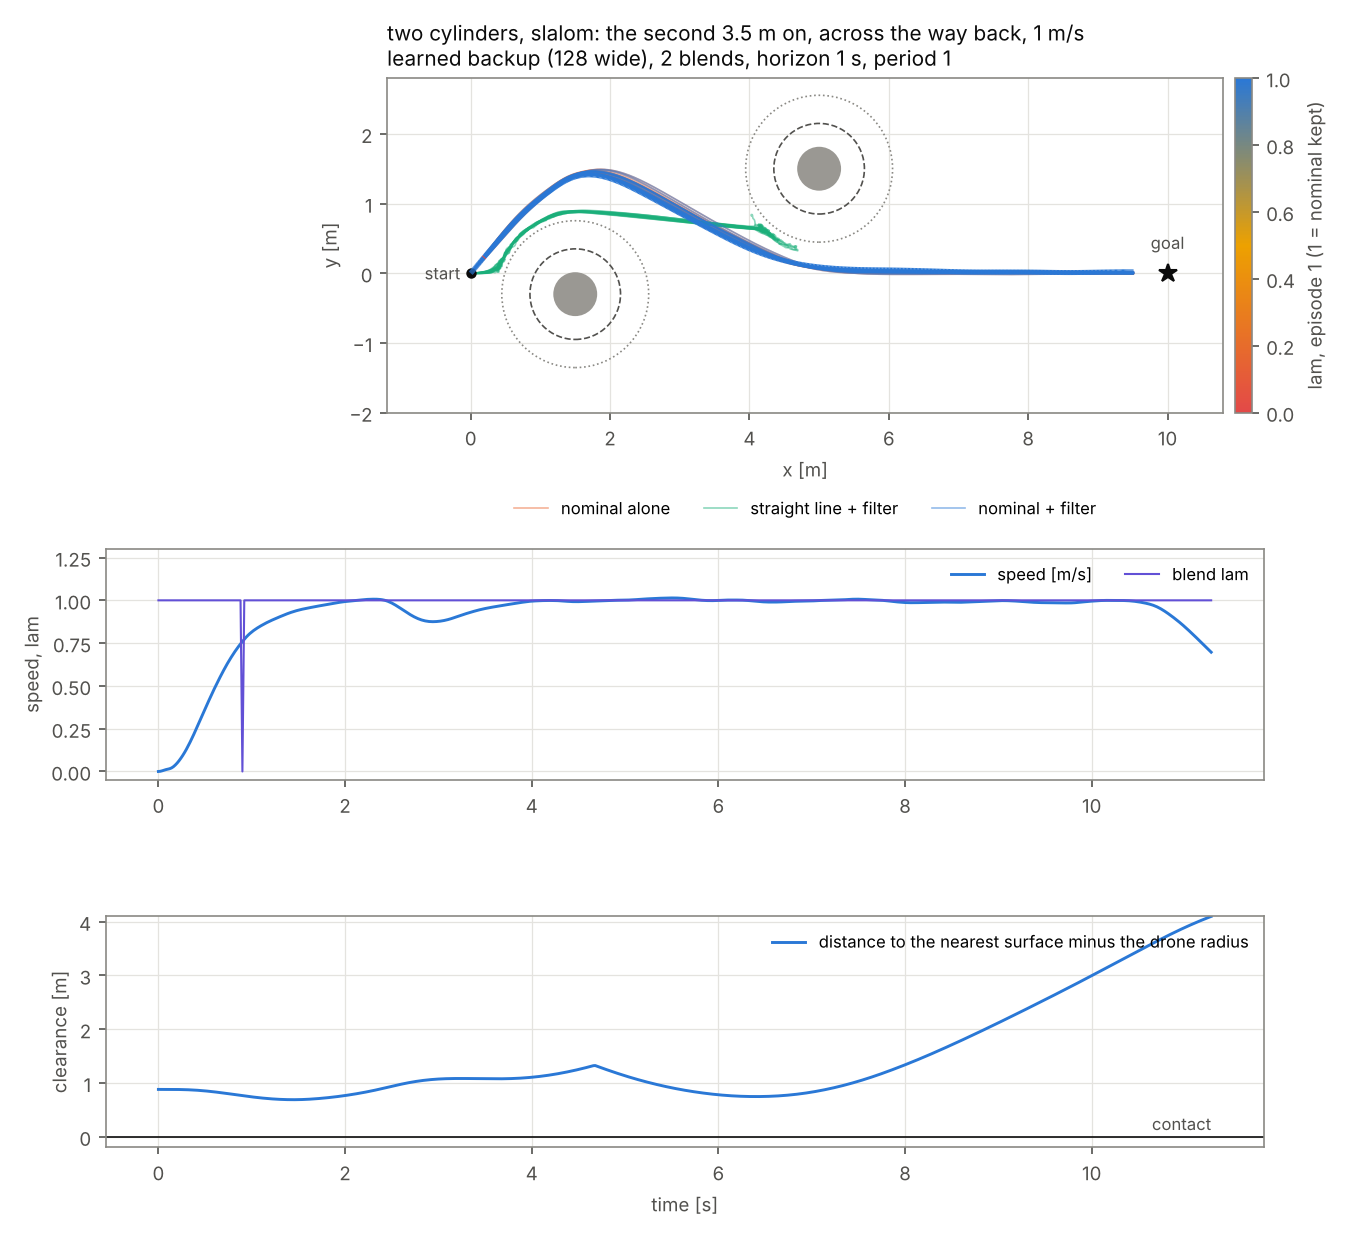 two cylinders, slalom: the second 3.5 m on, across the way back, 1 m/s
learned backup (128 wide), 2 blends, horizon 1 s, period 1
2
1
0
−1
−2
y [m]
start
goal
0
2
4
6
8
10
x [m]
1.0
0.8
0.6
0.4
0.2
0.0
lam, episode 1 (1 = nominal kept)
nominal alone
straight line + filter
nominal + filter
1.25
1.00
0.75
0.50
0.25
0.00
speed, lam
speed [m/s]
blend lam
0
2
4
6
8
10
4
3
2
1
0
clearance [m]
distance to the nearest surface minus the drone radius
contact
0
2
4
6
8
10
time [s]